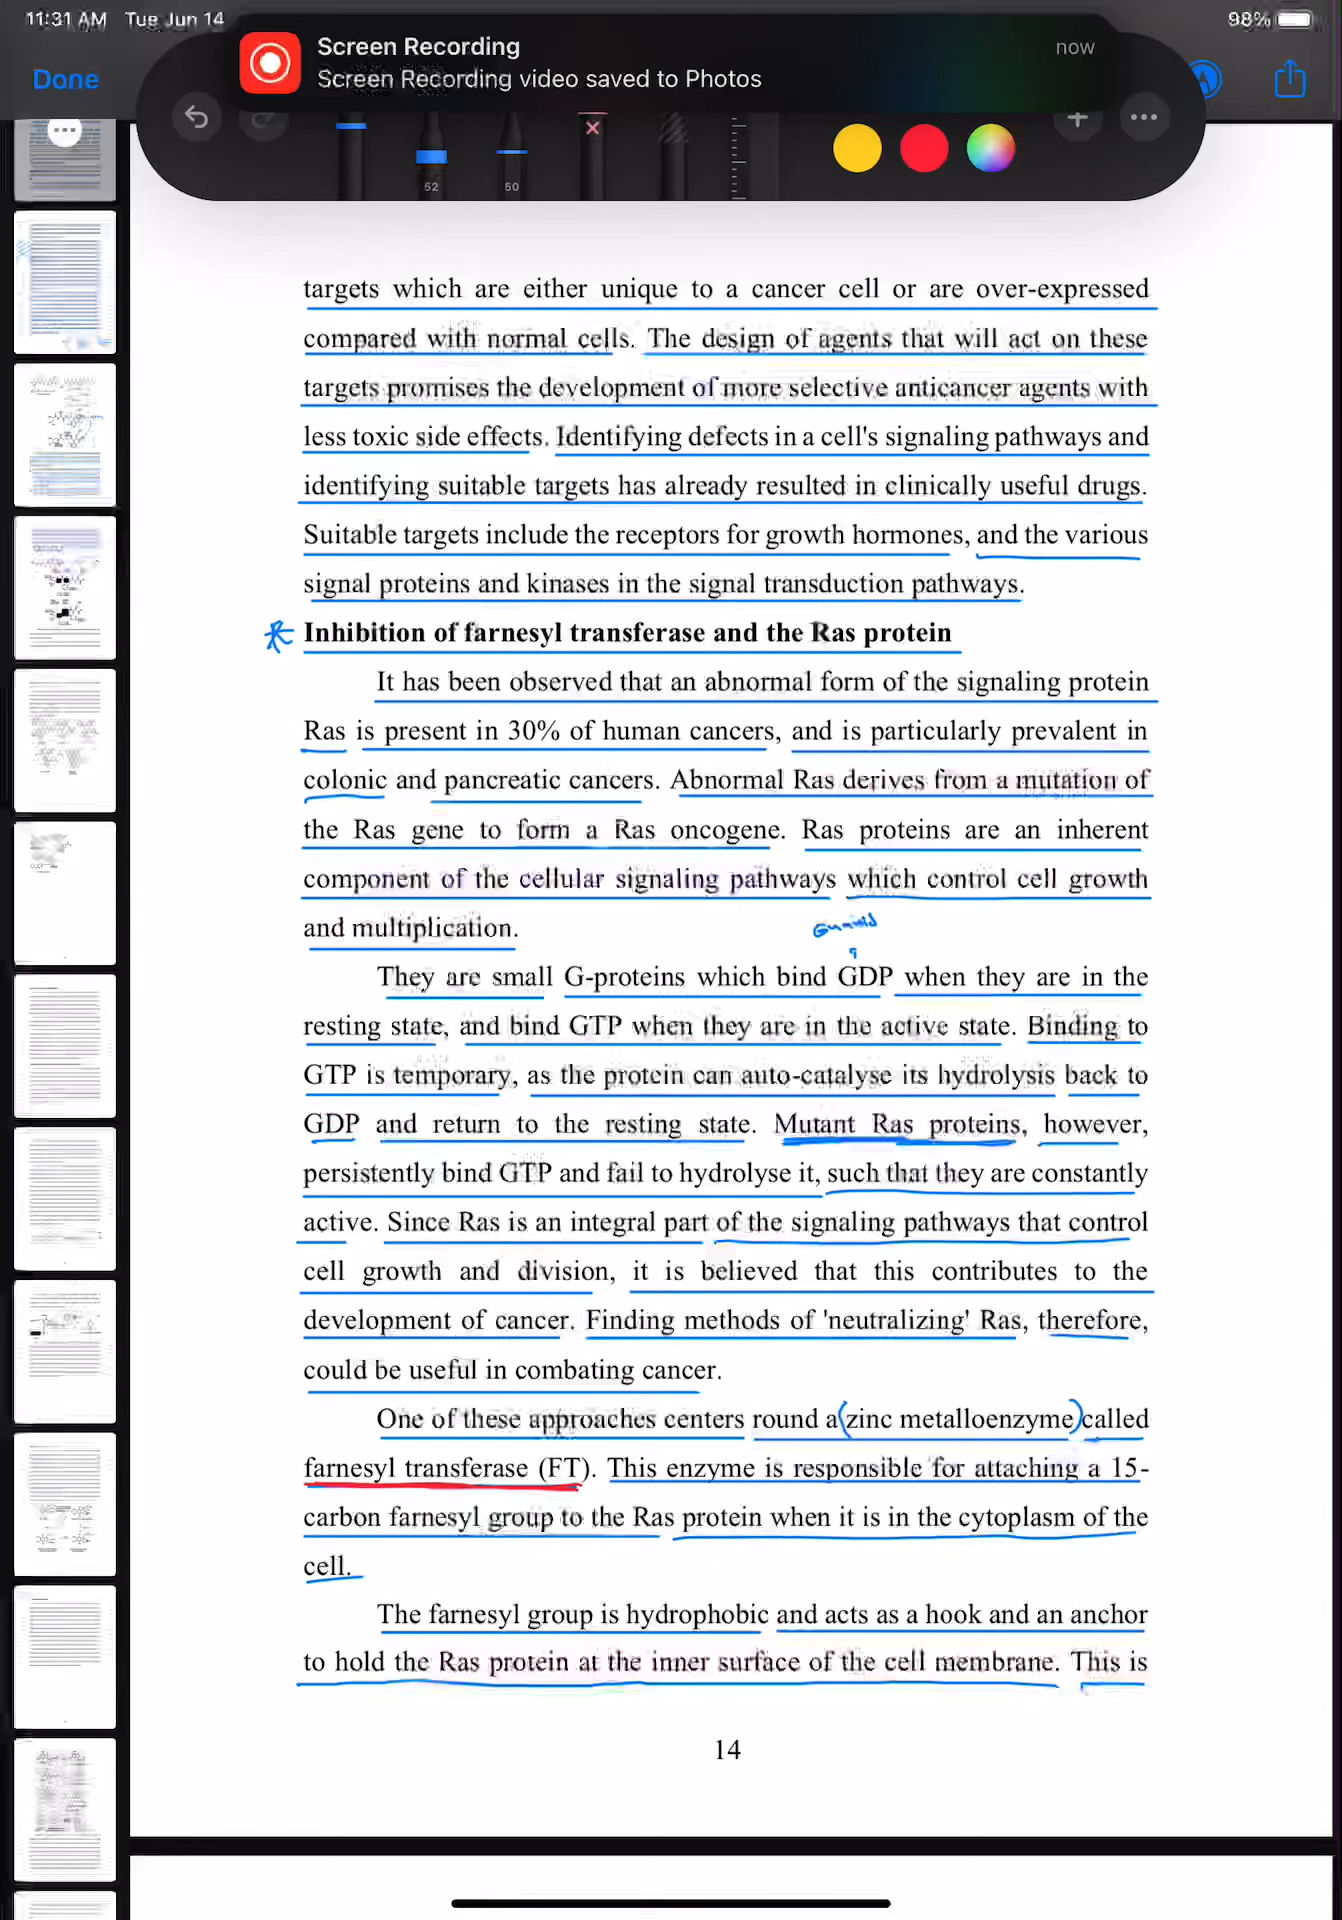 11:31 AM Tue Jun 14
98%
Screen Recording
now
Screen Recording video saved to Photos
Done
52
50
targets which are either unique to a cancer cell or are over-expressed
compared with normal cells. The design of agents that will act on these
targets promises the development of more selective anticancer agents with
less toxic side effects. Identifying defects in a cell's signaling pathways and
identifying suitable targets has already resulted in clinically useful drugs.
Suitable targets include the receptors for growth hormones, and the various
signal proteins and kinases in the signal transduction pathways.
Inhibition of farnesyl transferase and the Ras protein
It has been observed that an abnormal form of the signaling protein
Ras is present in 30% of human cancers, and is particularly prevalent in
colonic and pancreatic cancers. Abnormal Ras derives from a mutation of
the Ras gene to form a Ras oncogene. Ras proteins are an inherent
component of the cellular signaling pathways which control cell growth
and multiplication.
They are small G-proteins which bind GDP when they are in the
resting state, and bind GTP when they are in the active state. Binding to
GTP is temporary, as the protein can auto-catalyse its hydrolysis back to
GDP and return to the resting state. Mutant Ras proteins, however,
persistently bind GTP and fail to hydrolyse it, such that they are constantly
active. Since Ras is an integral part of the signaling pathways that control
cell growth and division, it is believed that this contributes to the
development of cancer. Finding methods of 'neutralizing' Ras, therefore,
could be useful in combating cancer.
One of these approaches centers round a (zinc metalloenzyme) called
farnesyl transferase (FT). This enzyme is responsible for attaching a 15-
carbon farnesyl group to the Ras protein when it is in the cytoplasm of the
cell.
The farnesyl group is hydrophobic and acts as a hook and an anchor
to hold the Ras protein at the inner surface of the cell membrane. This is
14